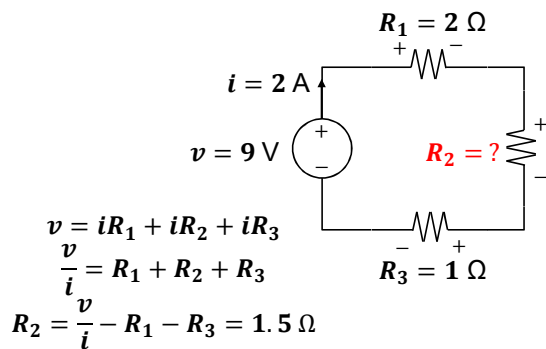 R₁ = 2 Ω
+ −
i = 2 A
+
v = 9 V
−
R₂ = ?
+
−
− +
R₃ = 1 Ω
v = iR₁ + iR₂ + iR₃
v/i = R₁ + R₂ + R₃
R₂ = v/i − R₁ − R₃ = 1.5 Ω